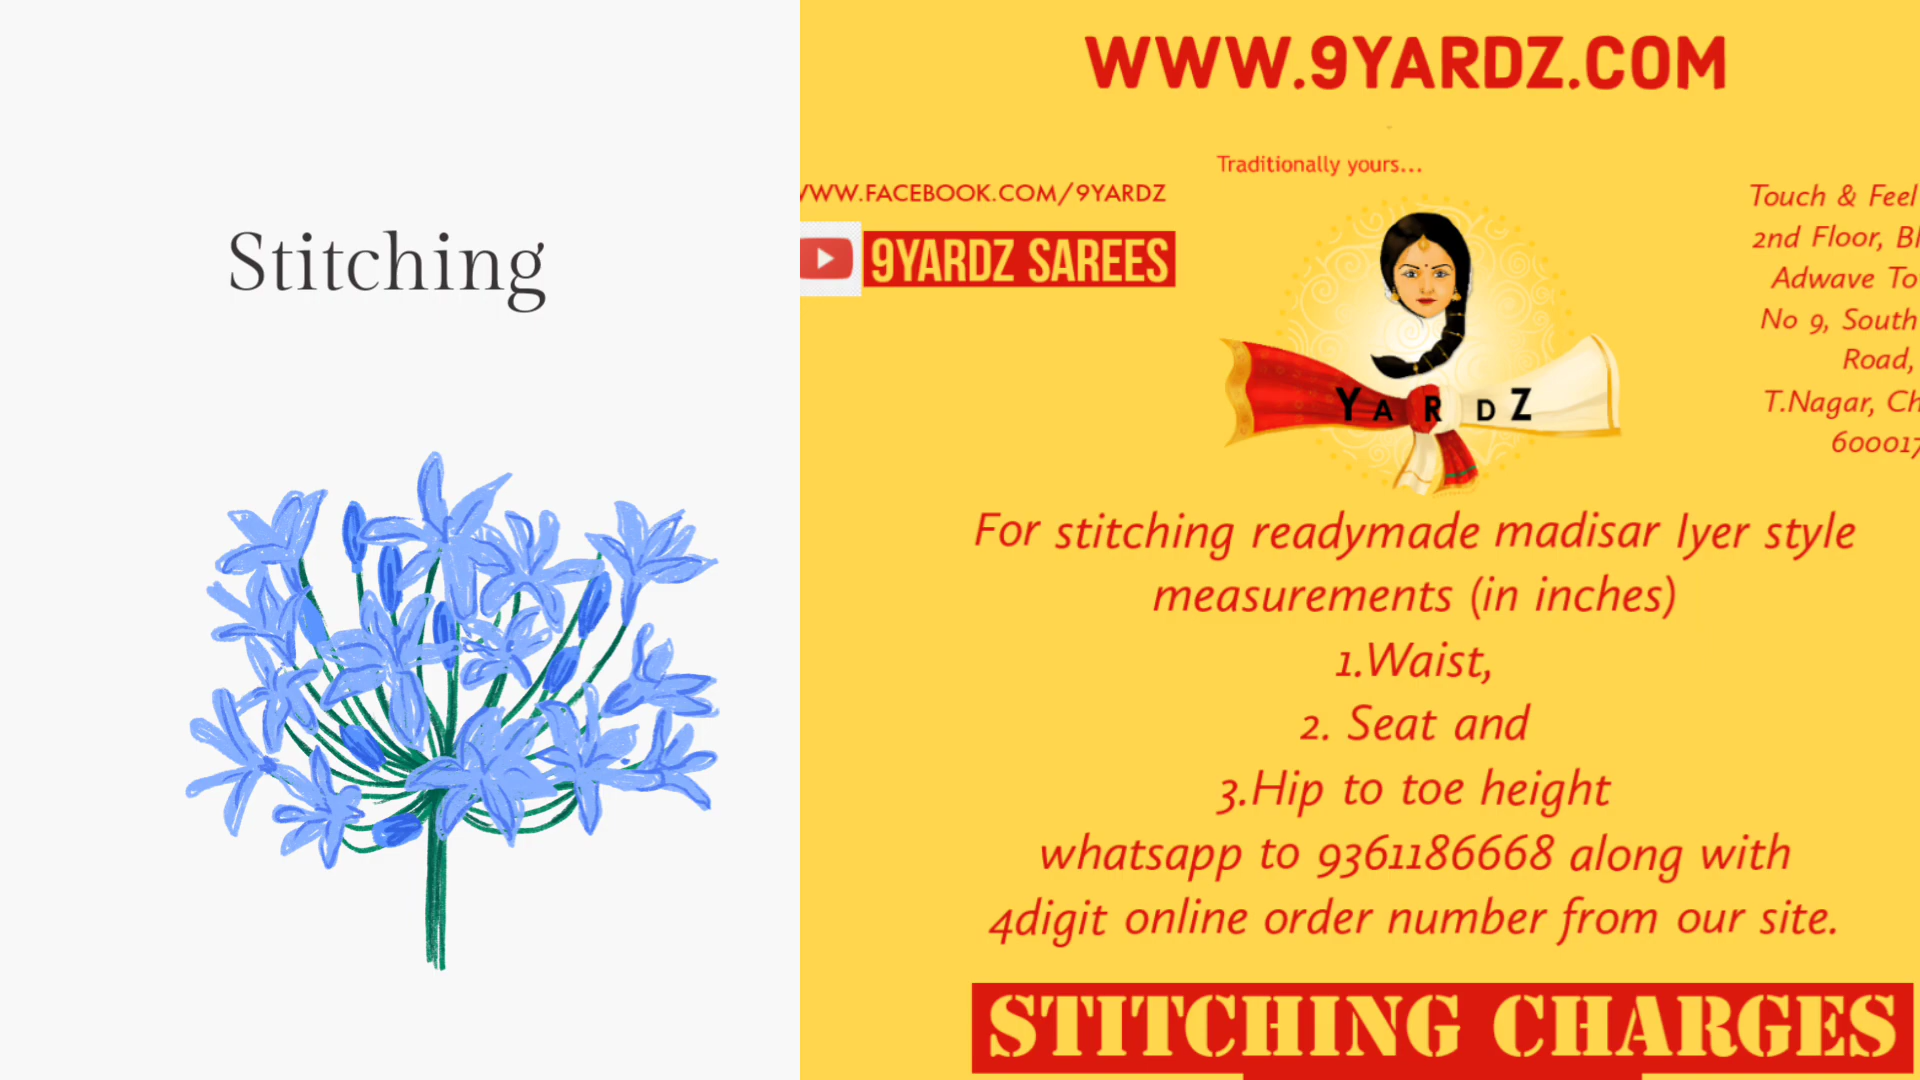 Stitching
WWW.9YARDZ.COM
Traditionally yours...
WWW.FACEBOOK.COM/9YARDZ
9YARDZ SAREES
YARDZ
Touch & Feel
2nd Floor,
Adwave
No 9, South
Road,
T.Nagar,
600017
For stitching readymade madisar Iyer style
measurements (in inches)
1.Waist,
2. Seat and
3.Hip to toe height
whatsapp to 9361186668 along with
4digit online order number from our site.
STITCHING CHARGES